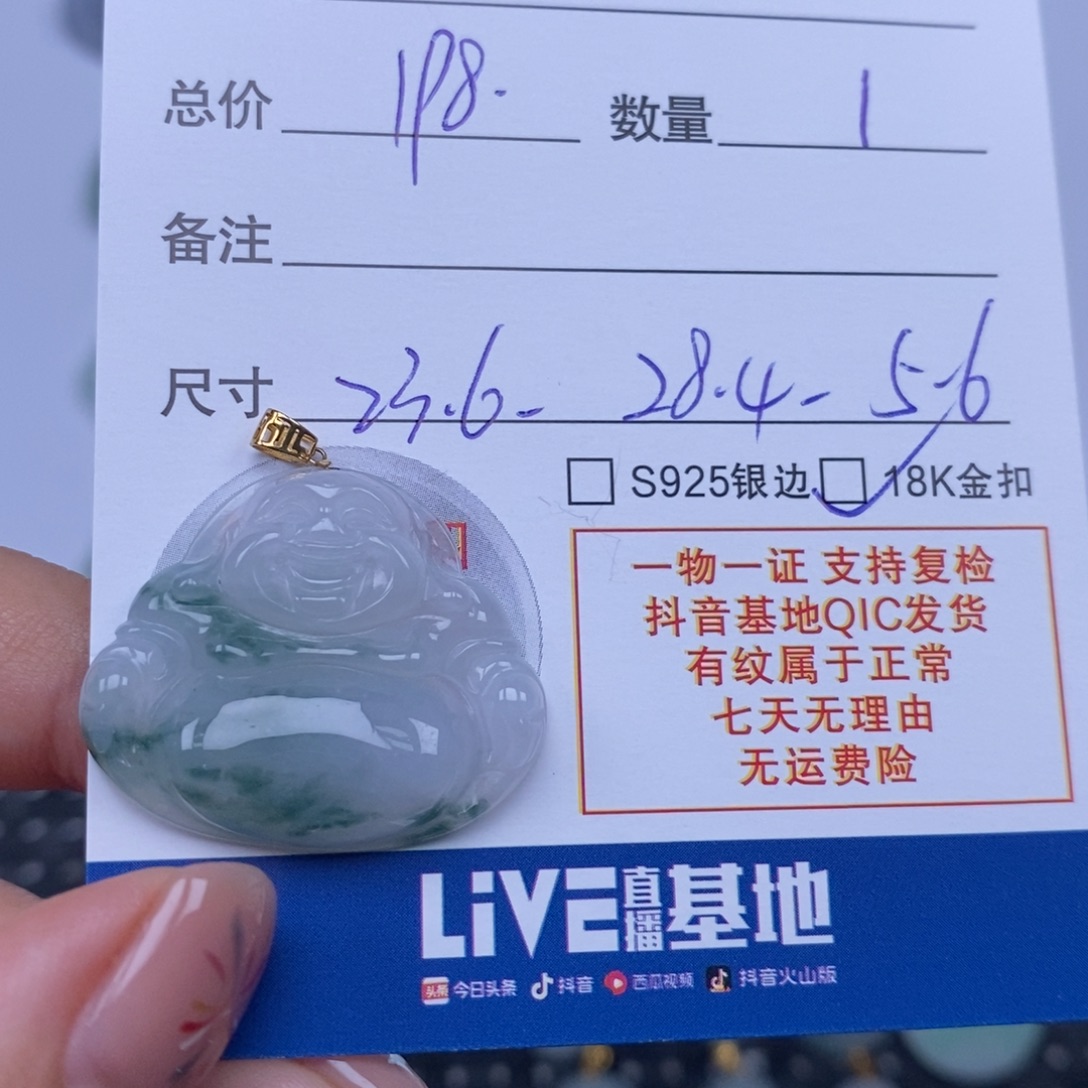 总价 198. 数量 1
备注
尺寸 23.6 - 28.4 - 5.6
S925银边 18K金扣
一物一证 支持复检
抖音基地QIC发货
有纹属于正常
七天无理由
无运费险
LiVE直播基地
头条 今日头条 抖音 西瓜视频 抖音火山版